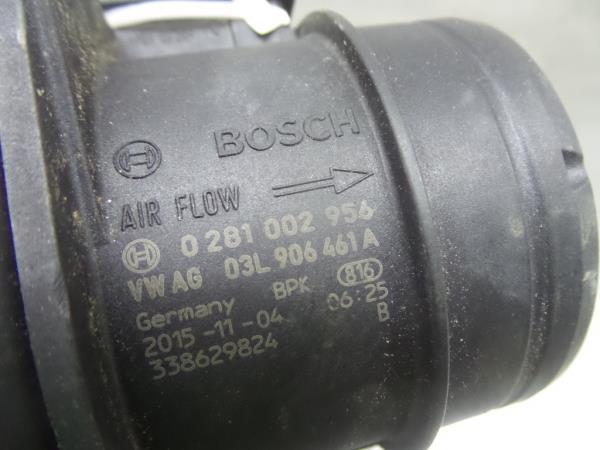 BOSCH
AIR FLOW
0 281 002 956
VW AG 03L 906 461 A
Germany BPK 816
2015-11-04 06:25
338629824 B